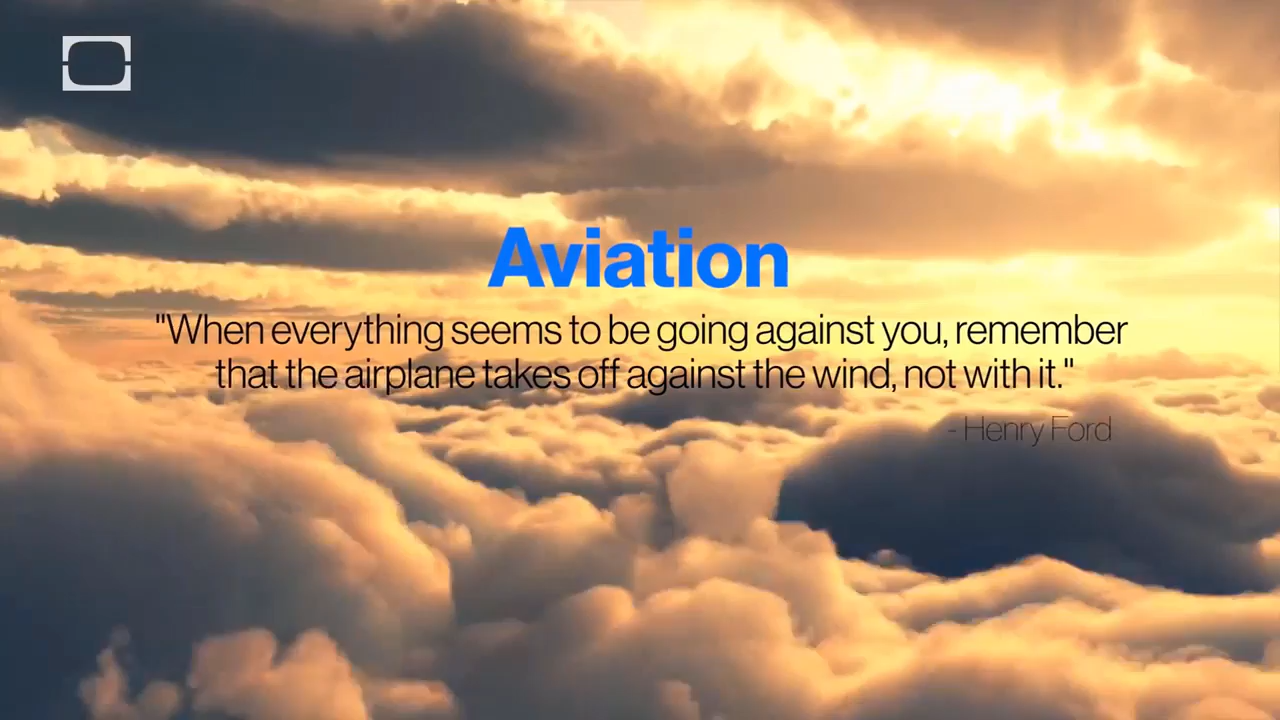 Aviation
"When everything seems to be going against you, remember
that the airplane takes off against the wind, not with it."
- Henry Ford